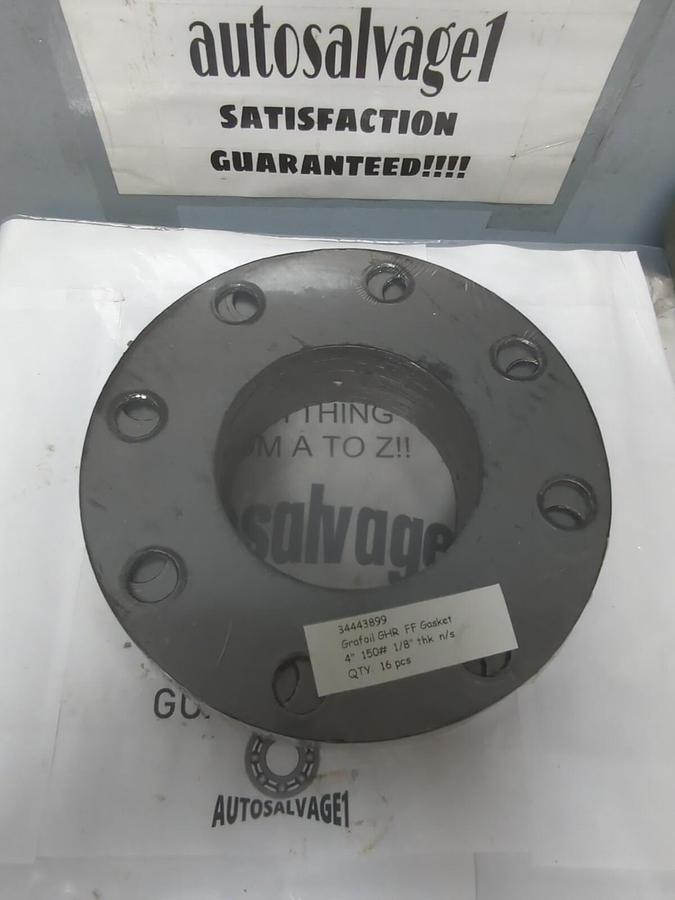 autosalvage1
SATISFACTION
GUARANTEED!!!!
THING
A TO Z!!
salvage
34443899
Grafoil GHR FF Gasket
4" 150# 1/8" thk n/s
QTY. 16 pcs
AUTOSALVAGE1